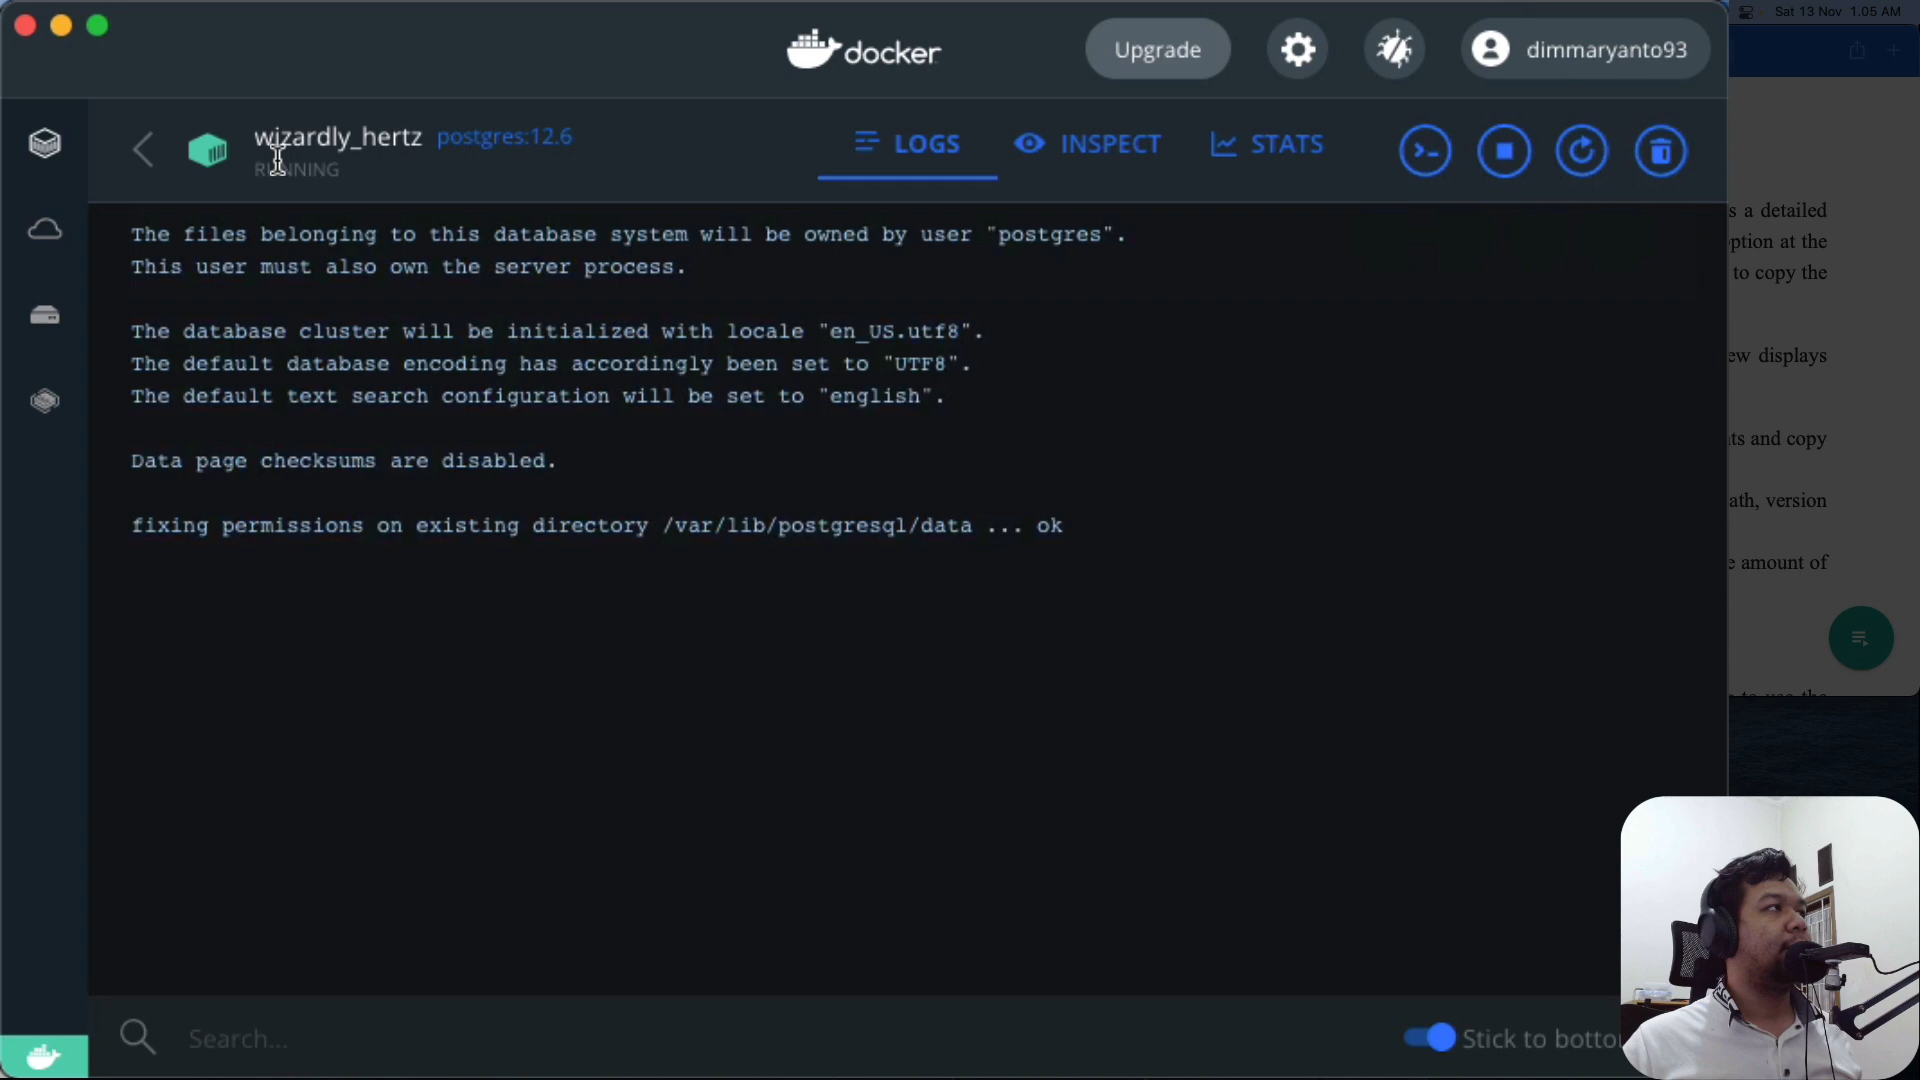 Sat 13 Nov 1.05 AM
docker
Upgrade
dimmaryanto93
wizardly_hertz postgres:12.6
RUNNING
LOGS
INSPECT
STATS
The files belonging to this database system will be owned by user "postgres".
This user must also own the server process.
The database cluster will be initialized with locale "en_US.utf8".
The default database encoding has accordingly been set to "UTF8".
The default text search configuration will be set to "english".
Data page checksums are disabled.
fixing permissions on existing directory /var/lib/postgresql/data ... ok
s a detailed
ption at the
to copy the
ew displays
ts and copy
ath, version
e amount of
Search...
Stick to